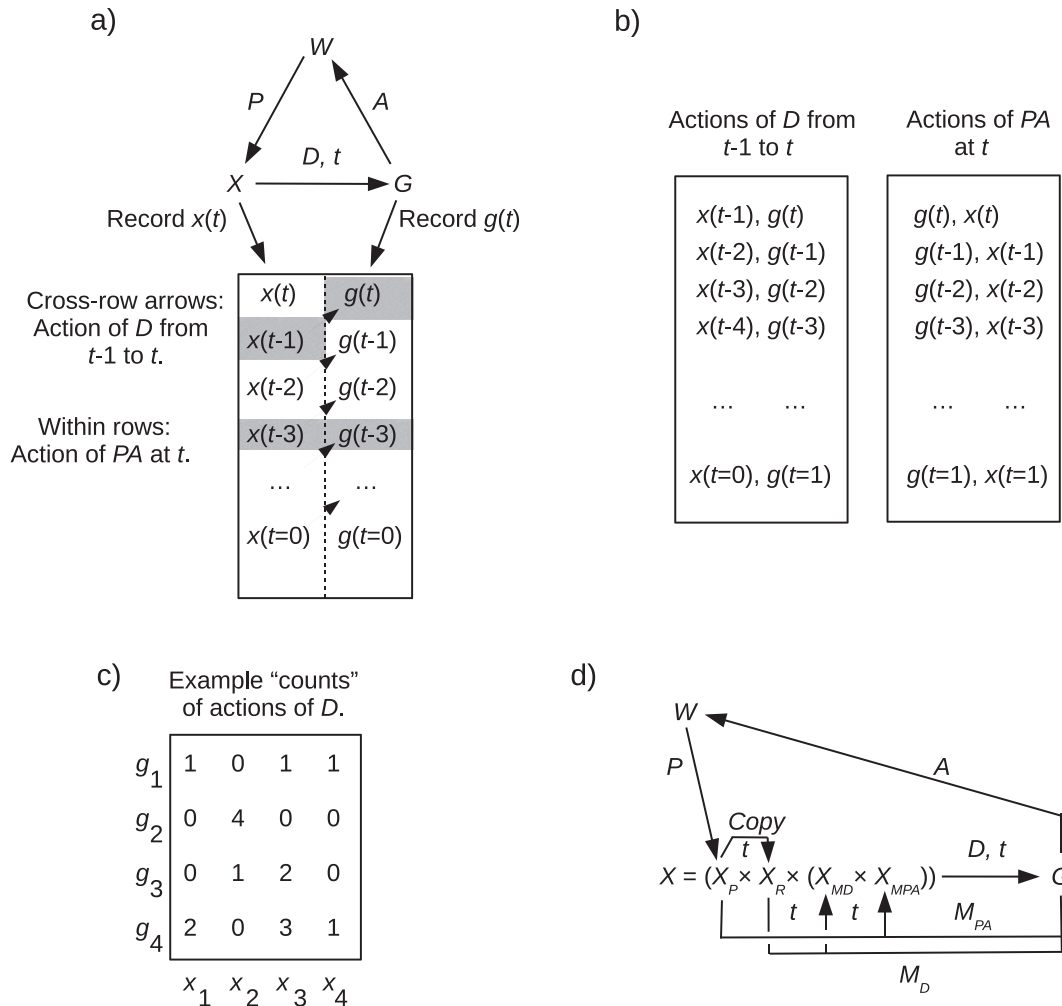 a)
W
P
A
D, t
X
G
Record x(t)
Record g(t)
Cross-row arrows:
Action of D from
t-1 to t.
Within rows:
Action of PA at t.
x(t) g(t)
x(t-1) g(t-1)
x(t-2) g(t-2)
x(t-3) g(t-3)
... ...
x(t=0) g(t=0)
b)
Actions of D from
t-1 to t
x(t-1), g(t)
x(t-2), g(t-1)
x(t-3), g(t-2)
x(t-4), g(t-3)
... ...
x(t=0), g(t=1)
Actions of PA
at t
g(t), x(t)
g(t-1), x(t-1)
g(t-2), x(t-2)
g(t-3), x(t-3)
... ...
g(t=1), x(t=1)
c)
Example “counts”
of actions of D.
g1 1 0 1 1
g2 0 4 0 0
g3 0 1 2 0
g4 2 0 3 1
x1 x2 x3 x4
d)
W
P
A
Copy
t
D, t
X = (XP × XR × (XMD × XMPA)) G
t t MPA
MD